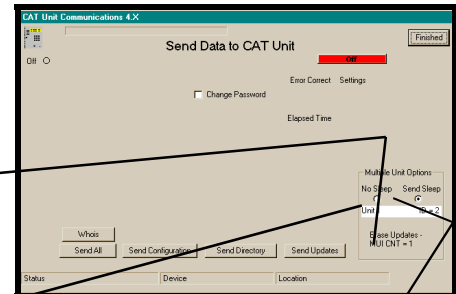 CAT Unit Communications 4.X
Send Data to CAT Unit
Finished
Off
Off
Error Correct Settings
Change Password
Elapsed Time
Multiple Unit Options
No Sleep Send Sleep
Unit ID = 2
Erase Updates -
MUI CNT = 1
Whois
Send All Send Configuration Send Directory Send Updates
Status Device Location